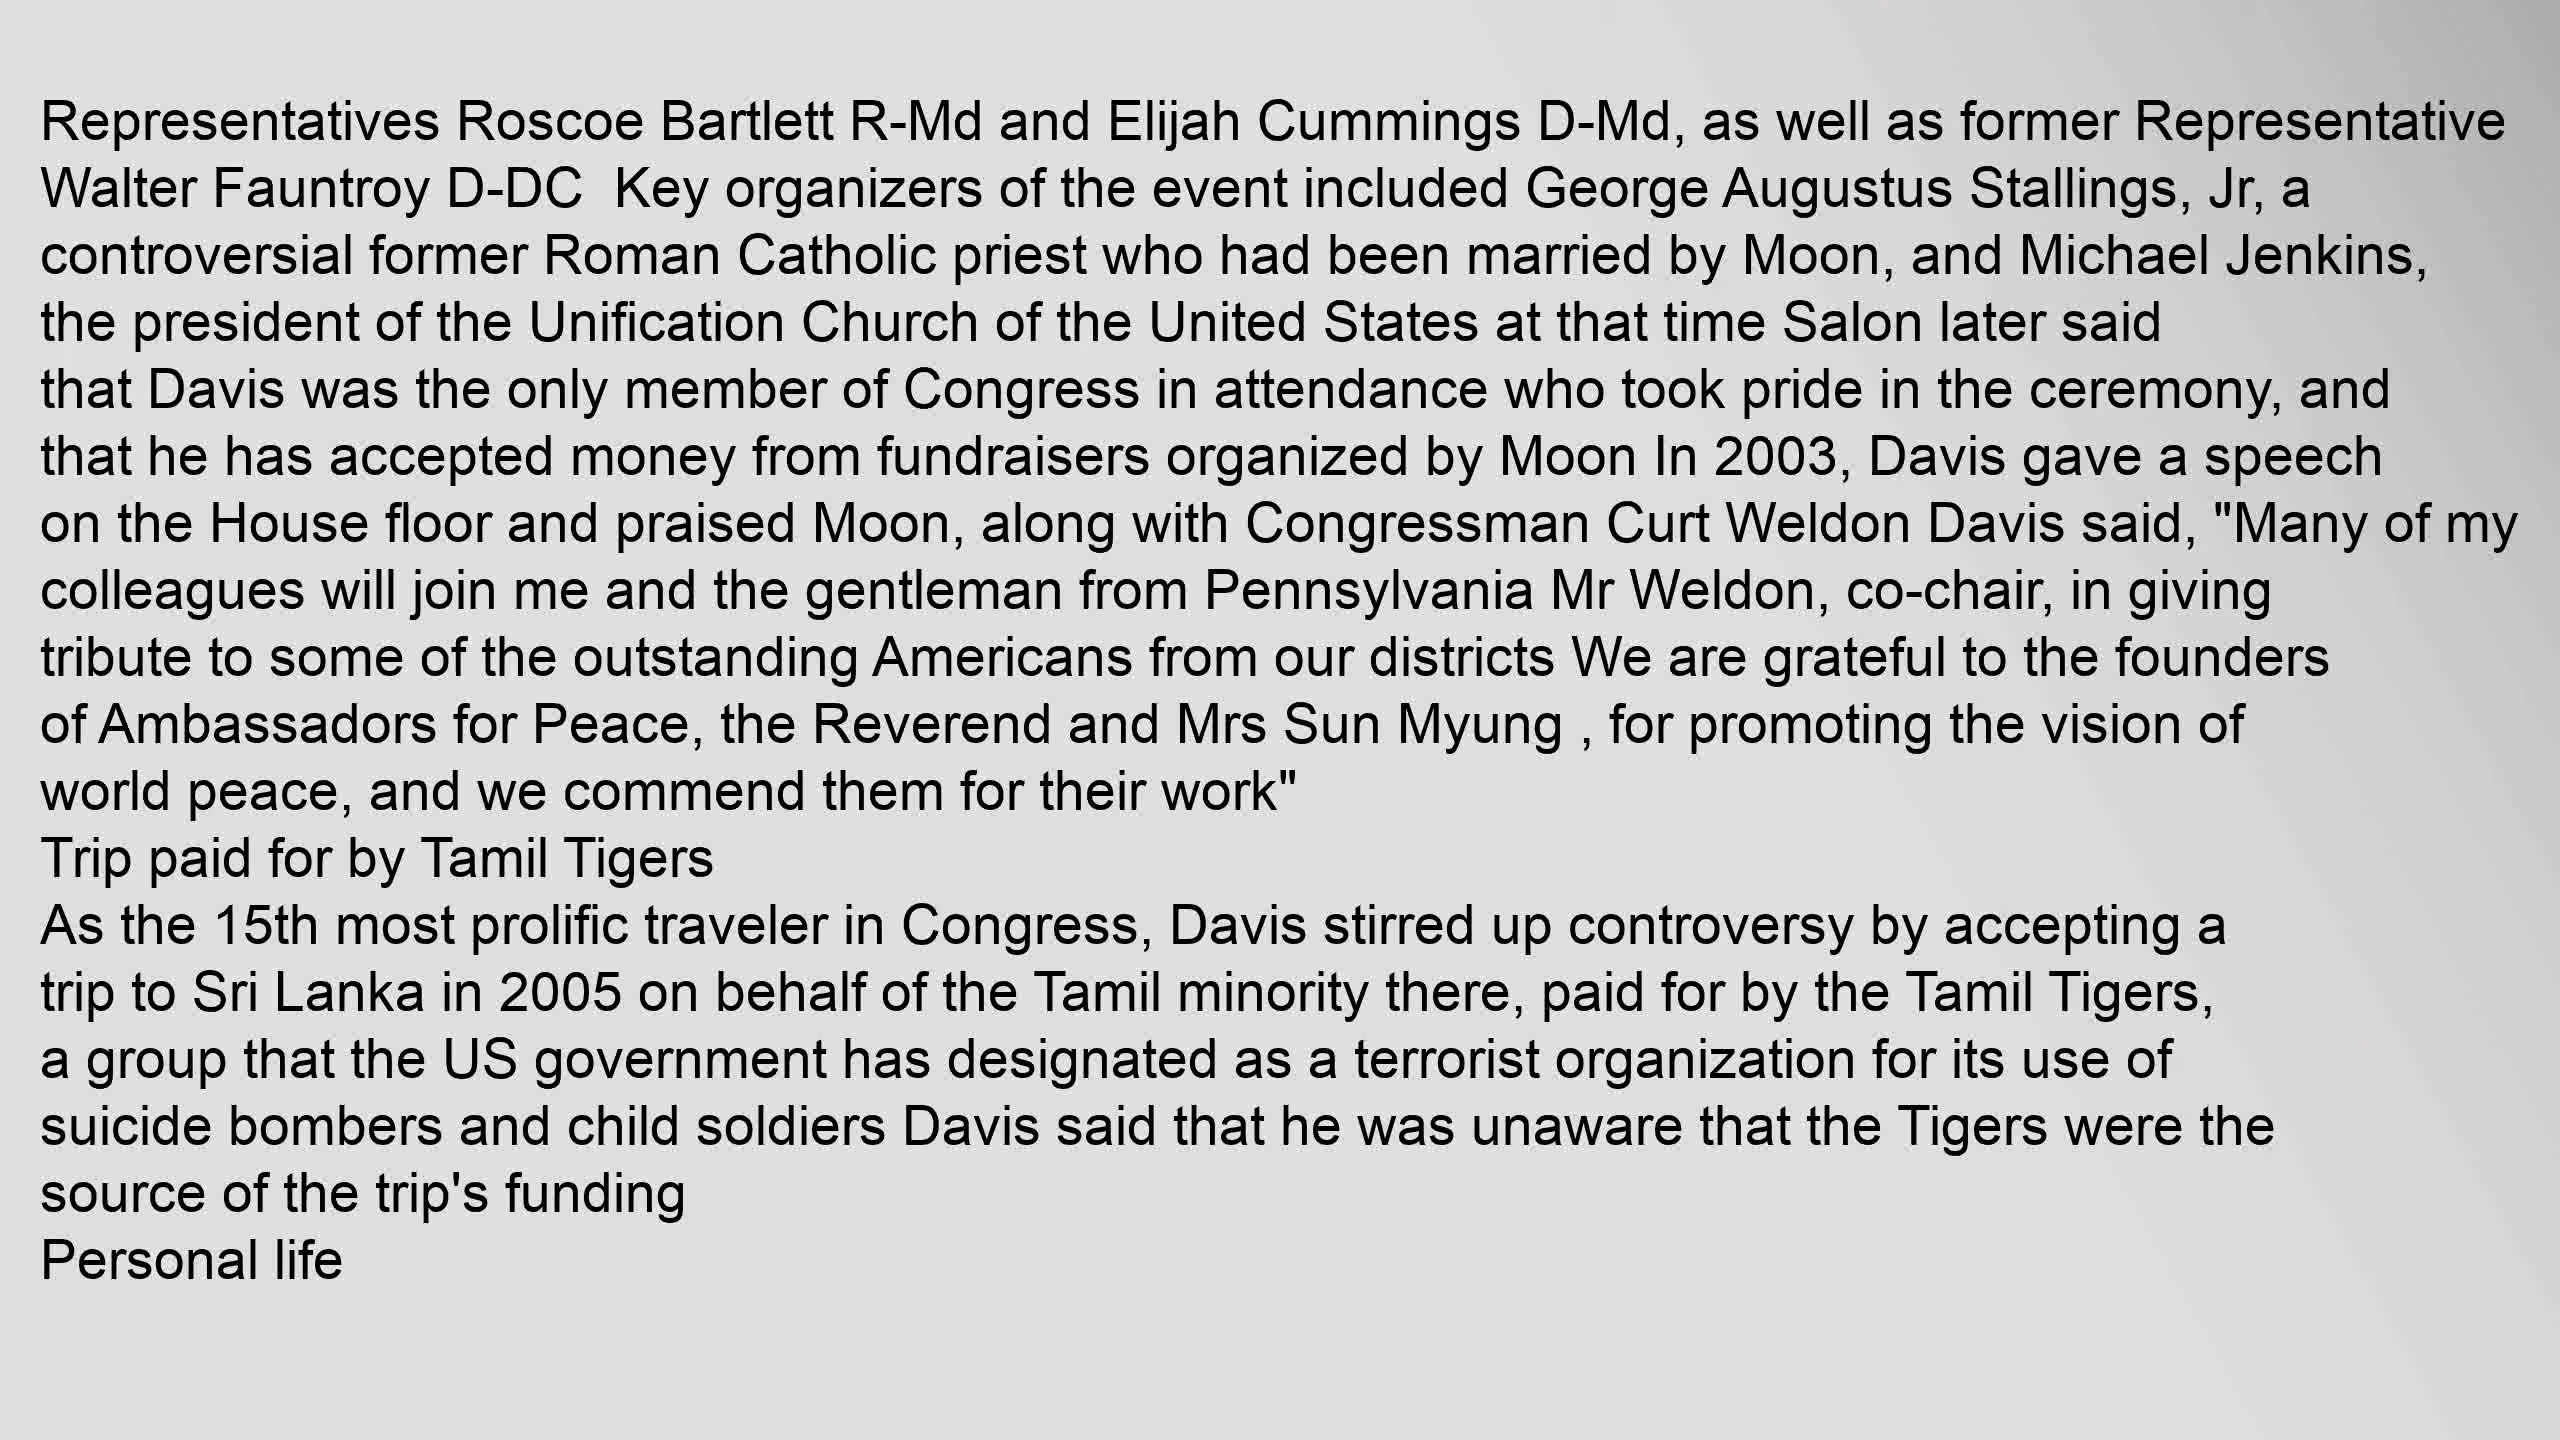 Representatives Roscoe Bartlett R-Md and Elijah Cummings D-Md, as well as former Representative
Walter Fauntroy D-DC  Key organizers of the event included George Augustus Stallings, Jr, a
controversial former Roman Catholic priest who had been married by Moon, and Michael Jenkins,
the president of the Unification Church of the United States at that time Salon later said
that Davis was the only member of Congress in attendance who took pride in the ceremony, and
that he has accepted money from fundraisers organized by Moon In 2003, Davis gave a speech
on the House floor and praised Moon, along with Congressman Curt Weldon Davis said, "Many of my
colleagues will join me and the gentleman from Pennsylvania Mr Weldon, co-chair, in giving
tribute to some of the outstanding Americans from our districts We are grateful to the founders
of Ambassadors for Peace, the Reverend and Mrs Sun Myung , for promoting the vision of
world peace, and we commend them for their work"
Trip paid for by Tamil Tigers
As the 15th most prolific traveler in Congress, Davis stirred up controversy by accepting a
trip to Sri Lanka in 2005 on behalf of the Tamil minority there, paid for by the Tamil Tigers,
a group that the US government has designated as a terrorist organization for its use of
suicide bombers and child soldiers Davis said that he was unaware that the Tigers were the
source of the trip's funding
Personal life